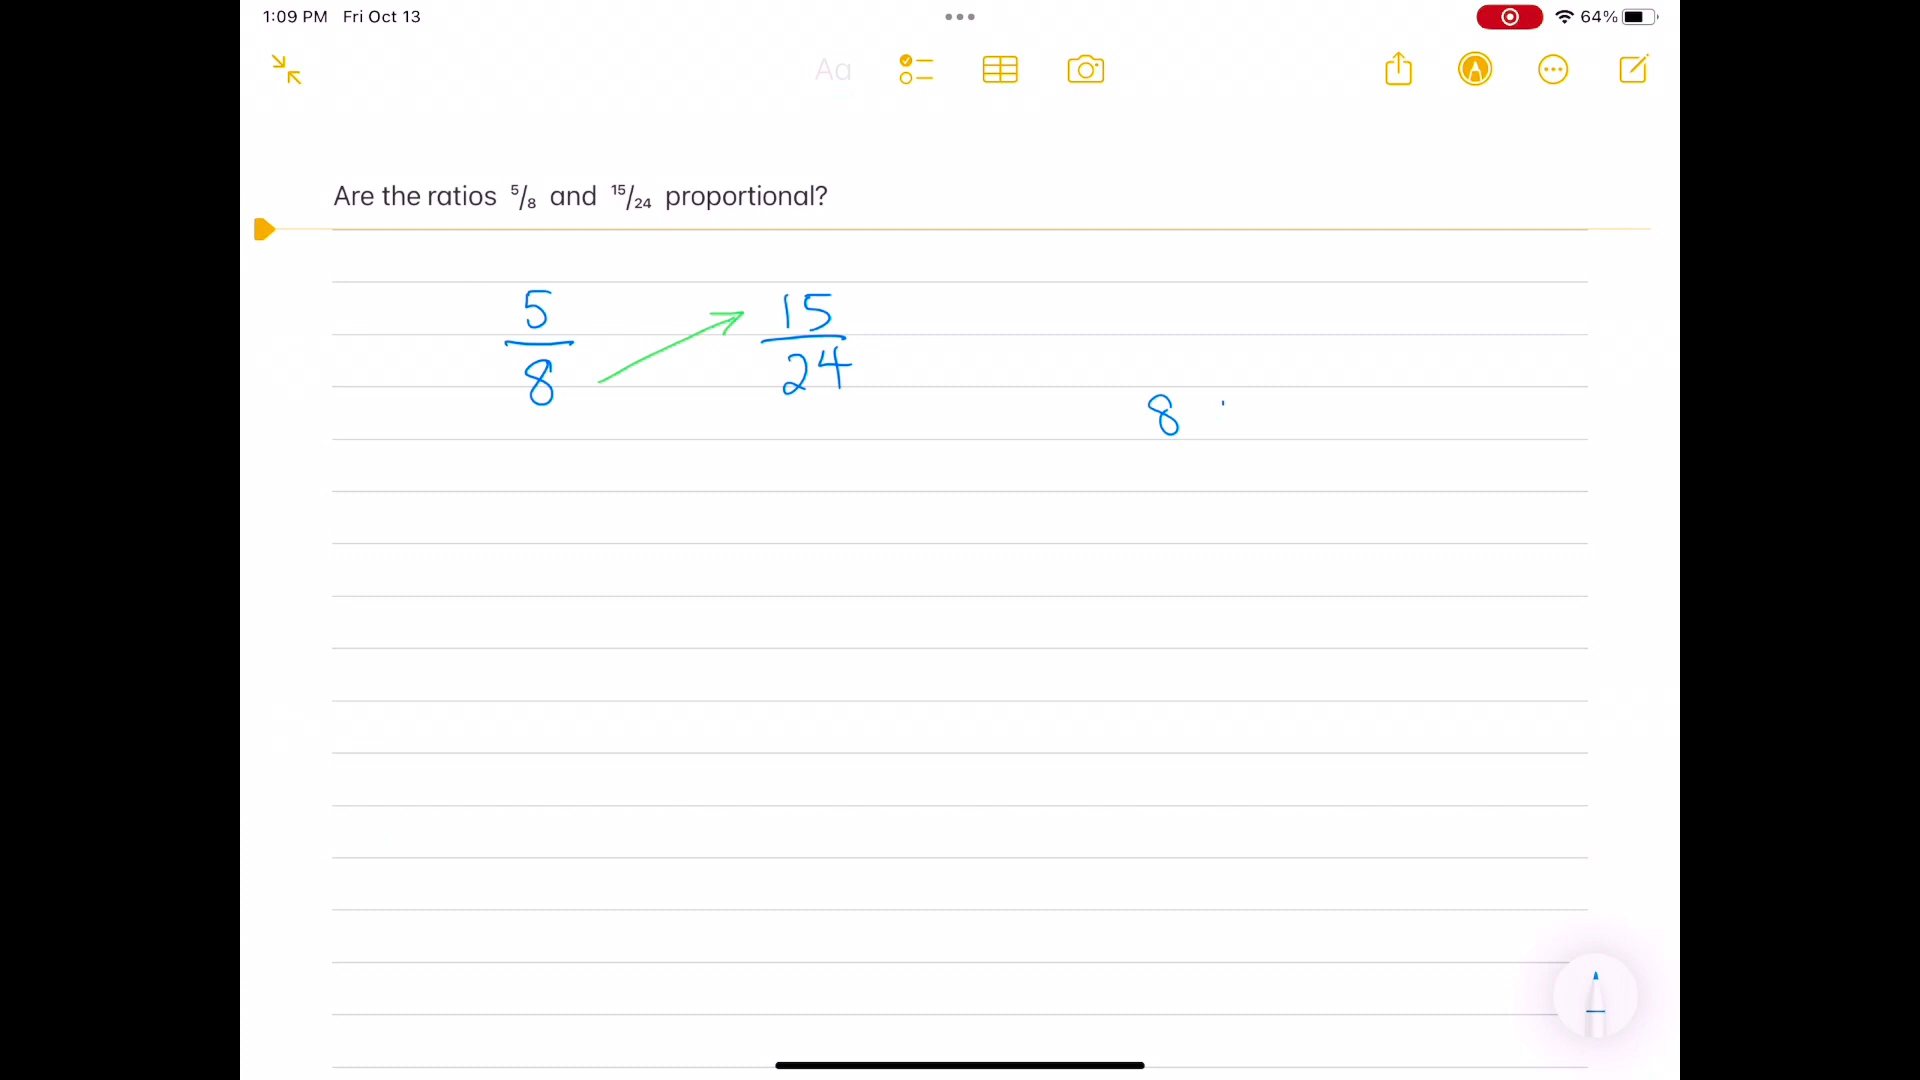 1:09 PM Fri Oct 13 64%
Aa
Are the ratios 5/8 and 15/24 proportional?
5 15
8 24
8